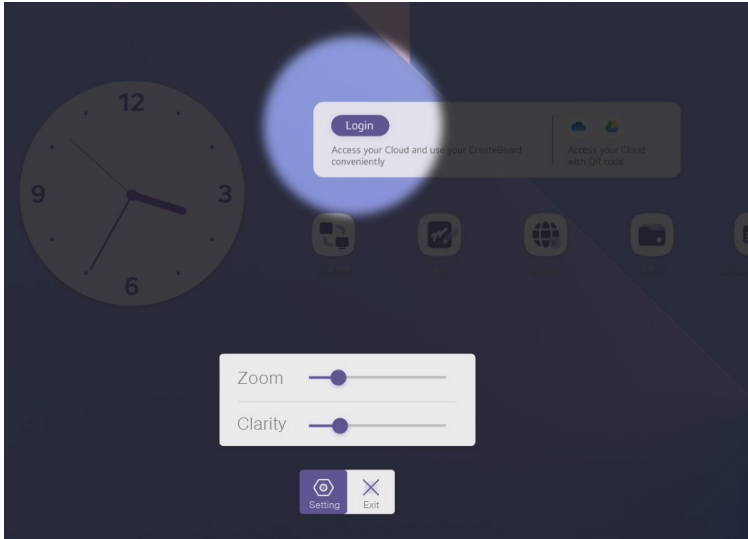 12
9
3
6
Login
Access your Cloud and use your CreateBoard
conveniently
Access your Cloud
with QR code
Zoom
Clarity
Setting
Exit